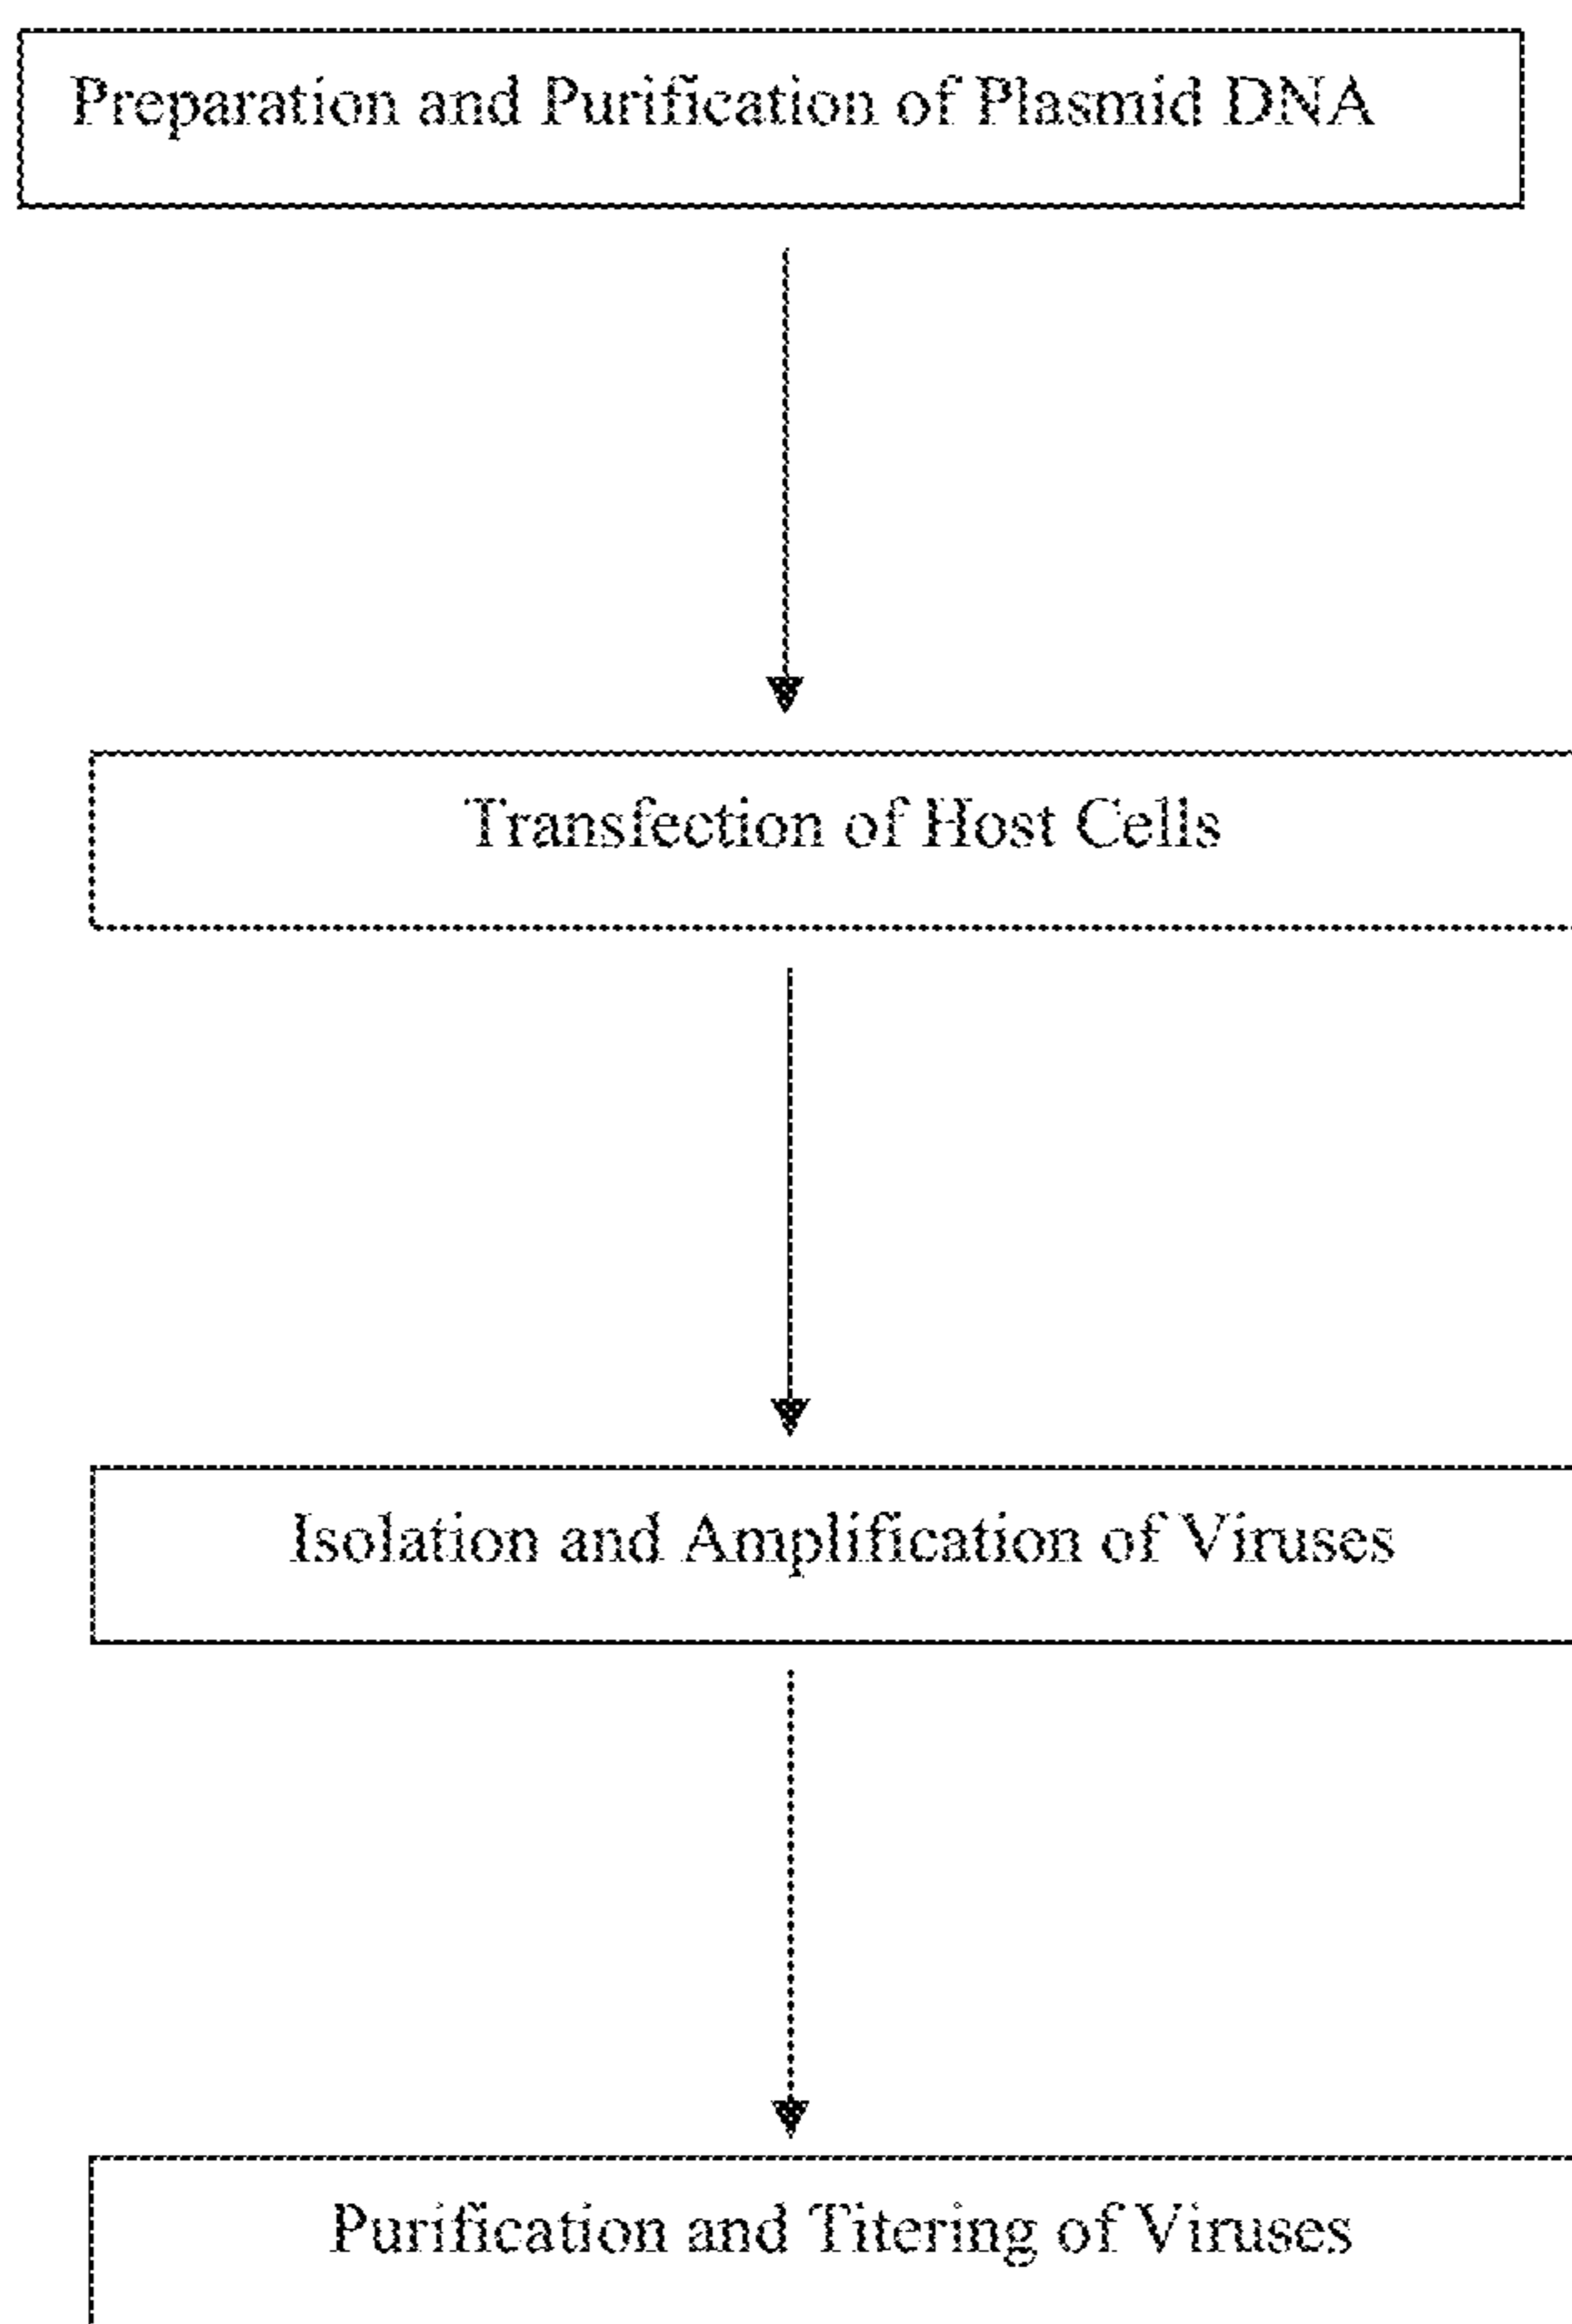 Preparation and Purification of Plasmid DNA
Transfection of Host Cells
Isolation and Amplification of Viruses
Purification and Titering of Viruses